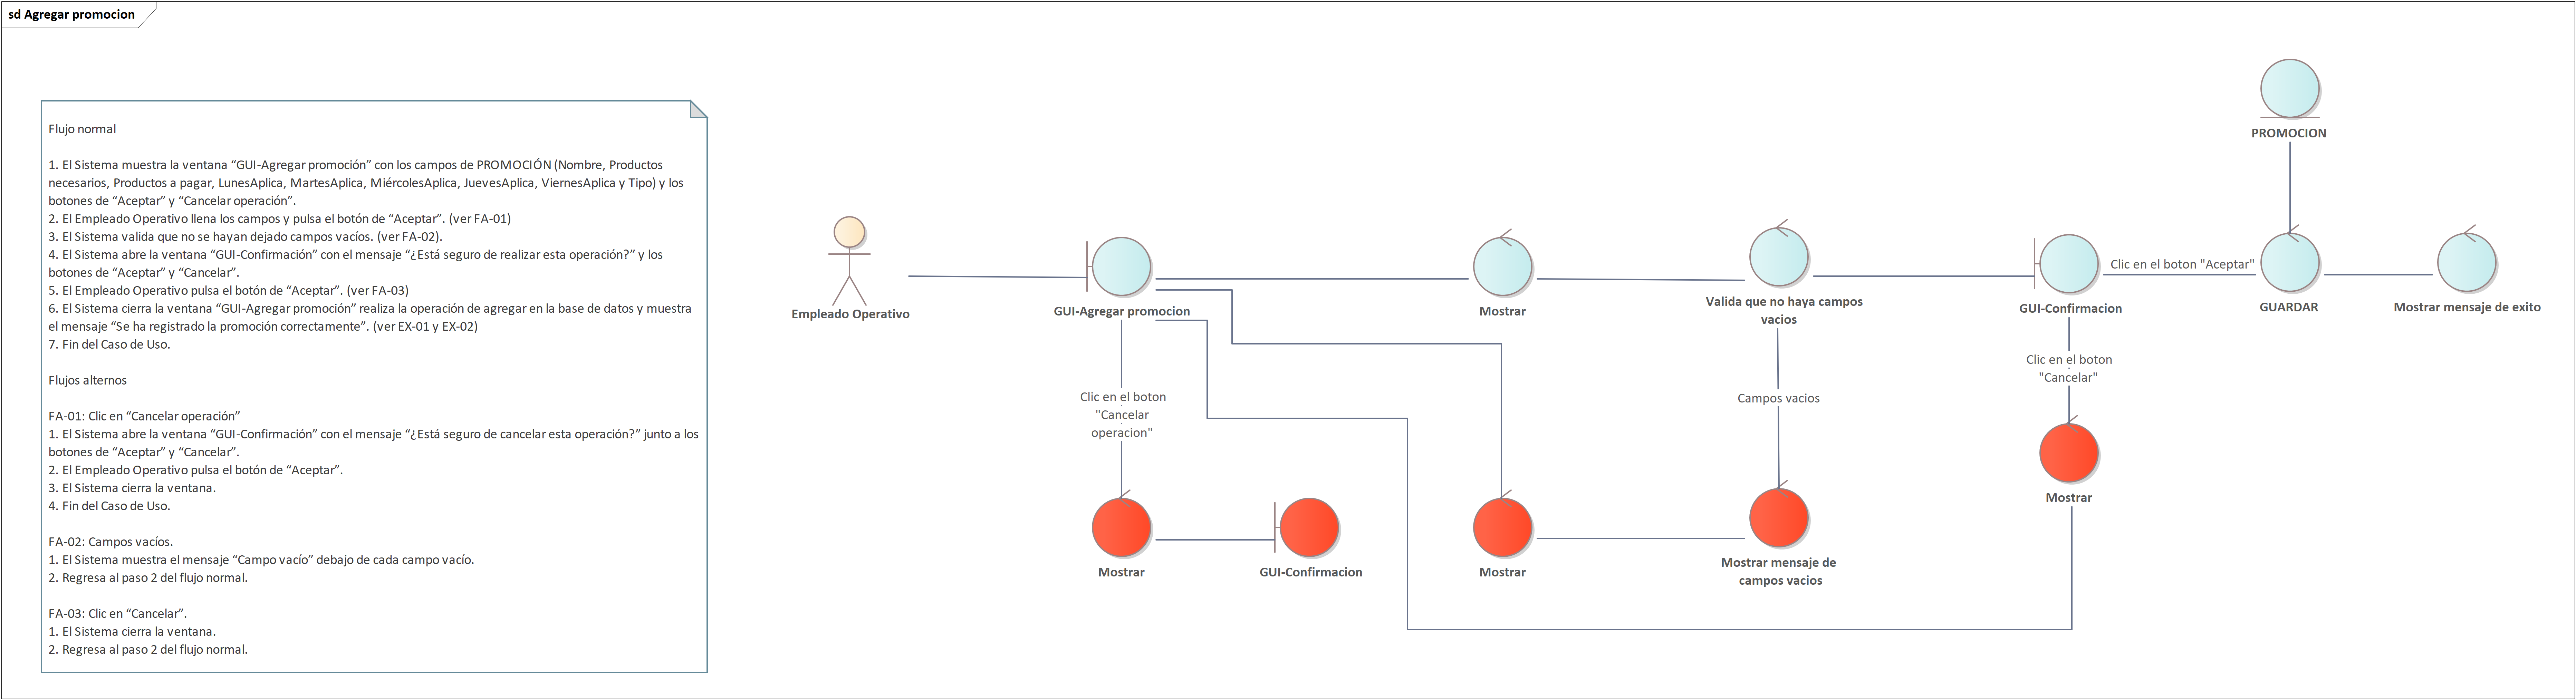 sd Agregar promocion
Flujo normal
1. El Sistema muestra la ventana “GUI-Agregar promoción” con los campos de PROMOCIÓN (Nombre, Productos
necesarios, Productos a pagar, LunesAplica, MartesAplica, MiércolesAplica, JuevesAplica, ViernesAplica y Tipo) y los
botones de “Aceptar” y “Cancelar operación”.
2. El Empleado Operativo llena los campos y pulsa el botón de “Aceptar”. (ver FA-01)
3. El Sistema valida que no se hayan dejado campos vacíos. (ver FA-02).
4. El Sistema abre la ventana “GUI-Confirmación” con el mensaje “¿Está seguro de realizar esta operación?” y los
botones de “Aceptar” y “Cancelar”.
5. El Empleado Operativo pulsa el botón de “Aceptar”. (ver FA-03)
6. El Sistema cierra la ventana “GUI-Agregar promoción” realiza la operación de agregar en la base de datos y muestra
el mensaje “Se ha registrado la promoción correctamente”. (ver EX-01 y EX-02)
7. Fin del Caso de Uso.
Flujos alternos
FA-01: Clic en “Cancelar operación”
1. El Sistema abre la ventana “GUI-Confirmación” con el mensaje “¿Está seguro de cancelar esta operación?” junto a los
botones de “Aceptar” y “Cancelar”.
2. El Empleado Operativo pulsa el botón de “Aceptar”.
3. El Sistema cierra la ventana.
4. Fin del Caso de Uso.
FA-02: Campos vacíos.
1. El Sistema muestra el mensaje “Campo vacío” debajo de cada campo vacío.
2. Regresa al paso 2 del flujo normal.
FA-03: Clic en “Cancelar”.
1. El Sistema cierra la ventana.
2. Regresa al paso 2 del flujo normal.
Empleado Operativo
GUI-Agregar promocion
Mostrar
Valida que no haya campos
vacios
GUI-Confirmacion
Clic en el boton "Aceptar"
PROMOCION
GUARDAR
Mostrar mensaje de exito
Clic en el boton
"Cancelar
operacion"
Campos vacios
Clic en el boton
"Cancelar"
Mostrar
Mostrar
GUI-Confirmacion
Mostrar
Mostrar mensaje de
campos vacios